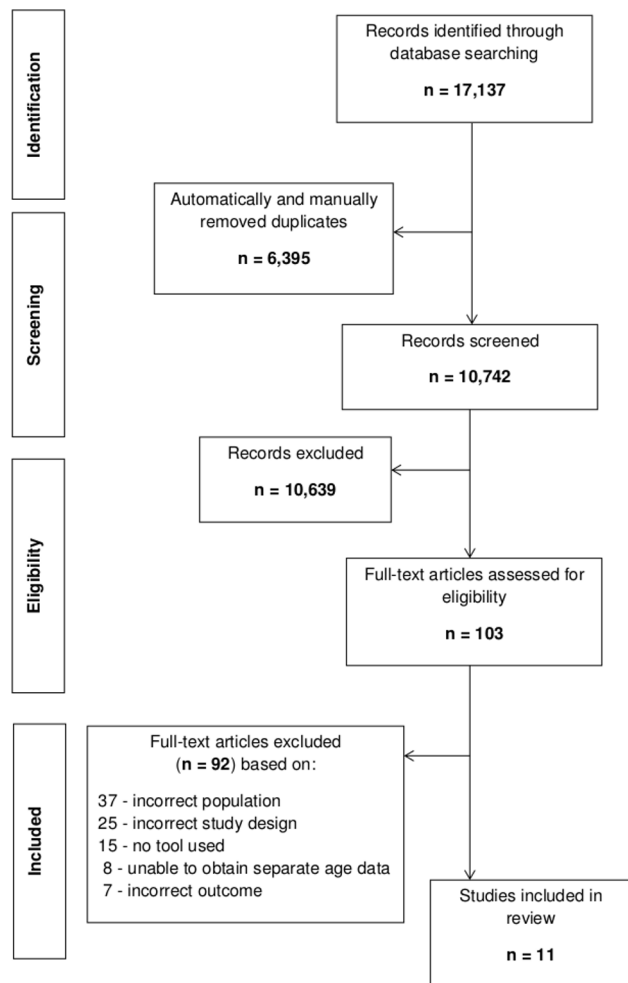 Identification
Records identified through
database searching
n = 17,137
Automatically and manually
removed duplicates
n = 6,395
Screening
Records screened
n = 10,742
Records excluded
n = 10,639
Eligibility
Full-text articles assessed for
eligibility
n = 103
Included
Full-text articles excluded
(n = 92) based on:
37 - incorrect population
25 - incorrect study design
15 - no tool used
8 - unable to obtain separate age data
7 - incorrect outcome
Studies included in
review
n = 11